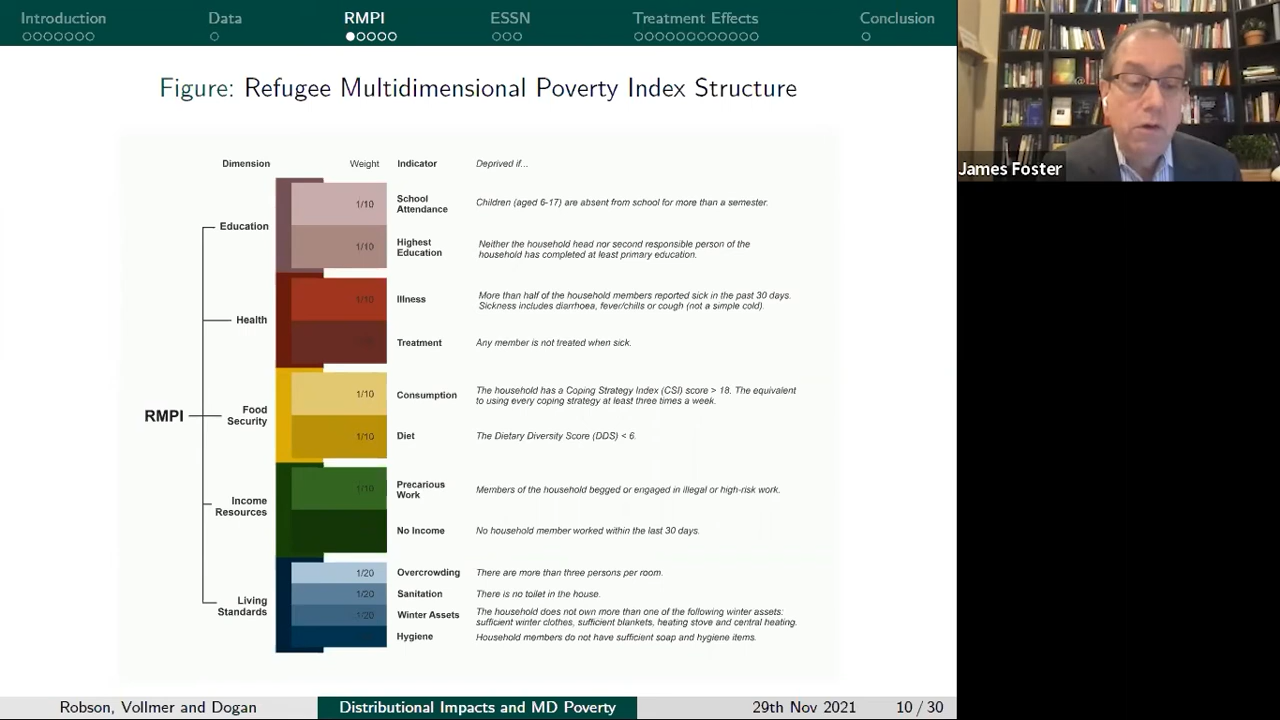 Introduction Data RMPI ESSN Treatment Effects Conclusion
Figure: Refugee Multidimensional Poverty Index Structure
Dimension Weight Indicator Deprived if...
Education
1/10 School Attendance Children (aged 6-17) are absent from school for more than a semester.
1/10 Highest Education Neither the household head nor second responsible person of the
household has completed at least primary education.
Health
1/10 Illness More than half of the household members reported sick in the past 30 days.
Sickness includes diarrhoea, fever/chills or cough (not a simple cold).
Treatment Any member is not treated when sick.
RMPI
Food Security
1/10 Consumption The household has a Coping Strategy Index (CSI) score > 18. The equivalent
to using every coping strategy at least three times a week.
1/10 Diet The Dietary Diversity Score (DDS) < 6.
Income Resources
1/10 Precarious Work Members of the household begged or engaged in illegal or high-risk work.
No Income No household member worked within the last 30 days.
Living Standards
1/20 Overcrowding There are more than three persons per room.
1/20 Sanitation There is no toilet in the house.
1/20 Winter Assets The household does not own more than one of the following winter assets:
sufficient winter clothes, sufficient blankets, heating stove and central heating.
Hygiene Household members do not have sufficient soap and hygiene items.
Robson, Vollmer and Dogan Distributional Impacts and MD Poverty 29th Nov 2021 10 / 30
James Foster